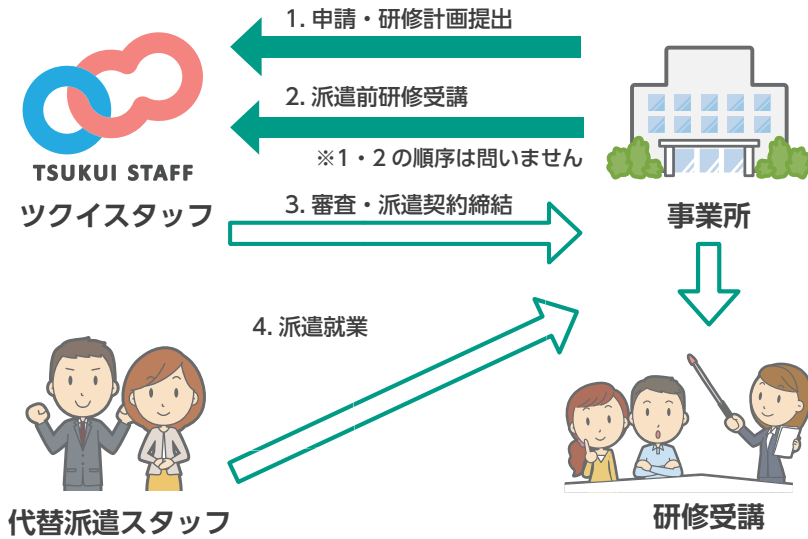 1. 申請・研修計画提出
2. 派遣前研修受講
※1・2の順序は問いません
TSUKUI STAFF
ツクイスタッフ
3. 審査・派遣契約締結
事業所
4. 派遣就業
代替派遣スタッフ
研修受講